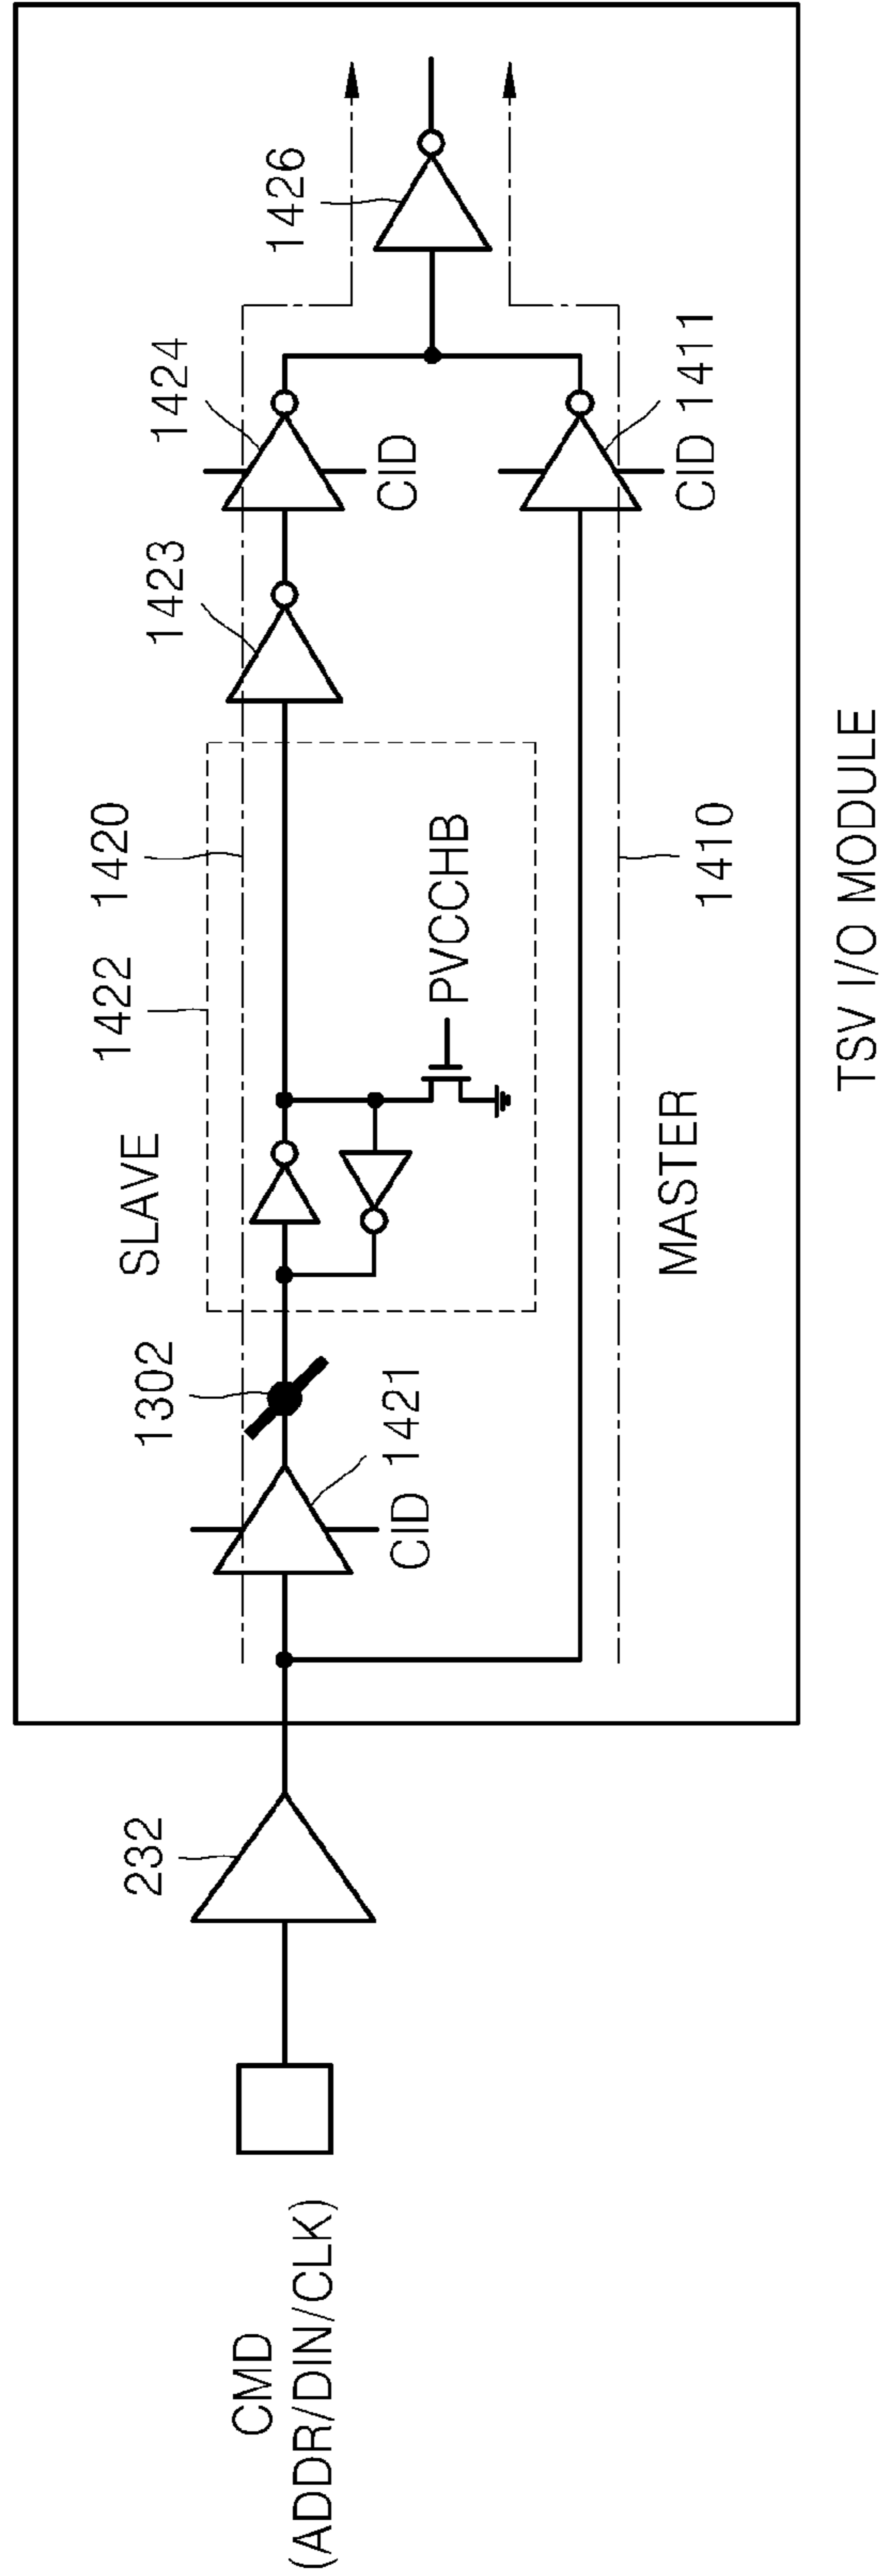 CMD
(ADDR/DIN/CLK)
232
SLAVE
1302
1421
CID
1422
1420
PVCCHB
1423
1424
CID
1426
MASTER
1410
CID
1411
TSV I/O MODULE